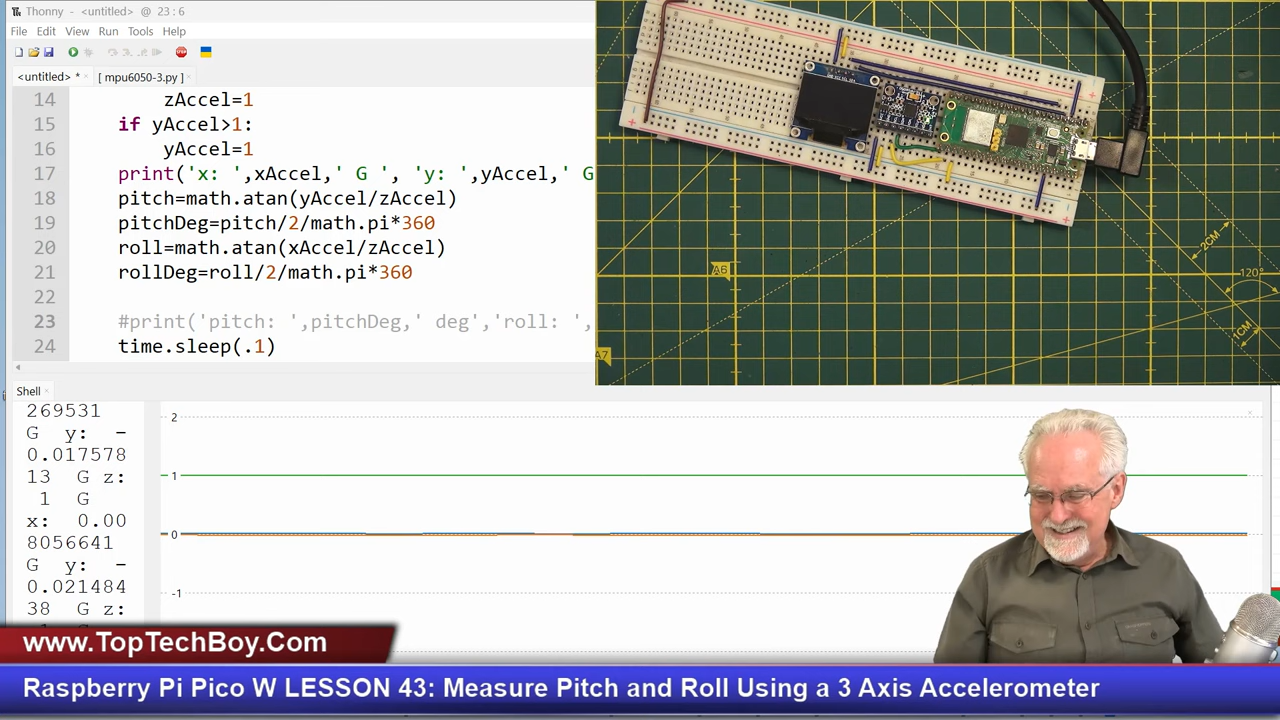 Thonny - <untitled> * @ 23 : 6
File Edit View Run Tools Help
<untitled> * [ mpu6050-3.py ]
14 zAccel=1
15 if yAccel>1:
16 yAccel=1
17 print('x: ',xAccel,' G ', 'y: ',yAccel,' G
18 pitch=math.atan(yAccel/zAccel)
19 pitchDeg=pitch/2/math.pi*360
20 roll=math.atan(xAccel/zAccel)
21 rollDeg=roll/2/math.pi*360
22
23 #print('pitch: ',pitchDeg,' deg','roll: ',
24 time.sleep(.1)
A6
A7
2CM
120°
1CM
Shell
269531
G y: -
0.017578
13 G z:
1 G
x: 0.00
8056641
G y: -
0.021484
38 G z:
2
1
0
-1
www.TopTechBoy.Com
Raspberry Pi Pico W LESSON 43: Measure Pitch and Roll Using a 3 Axis Accelerometer